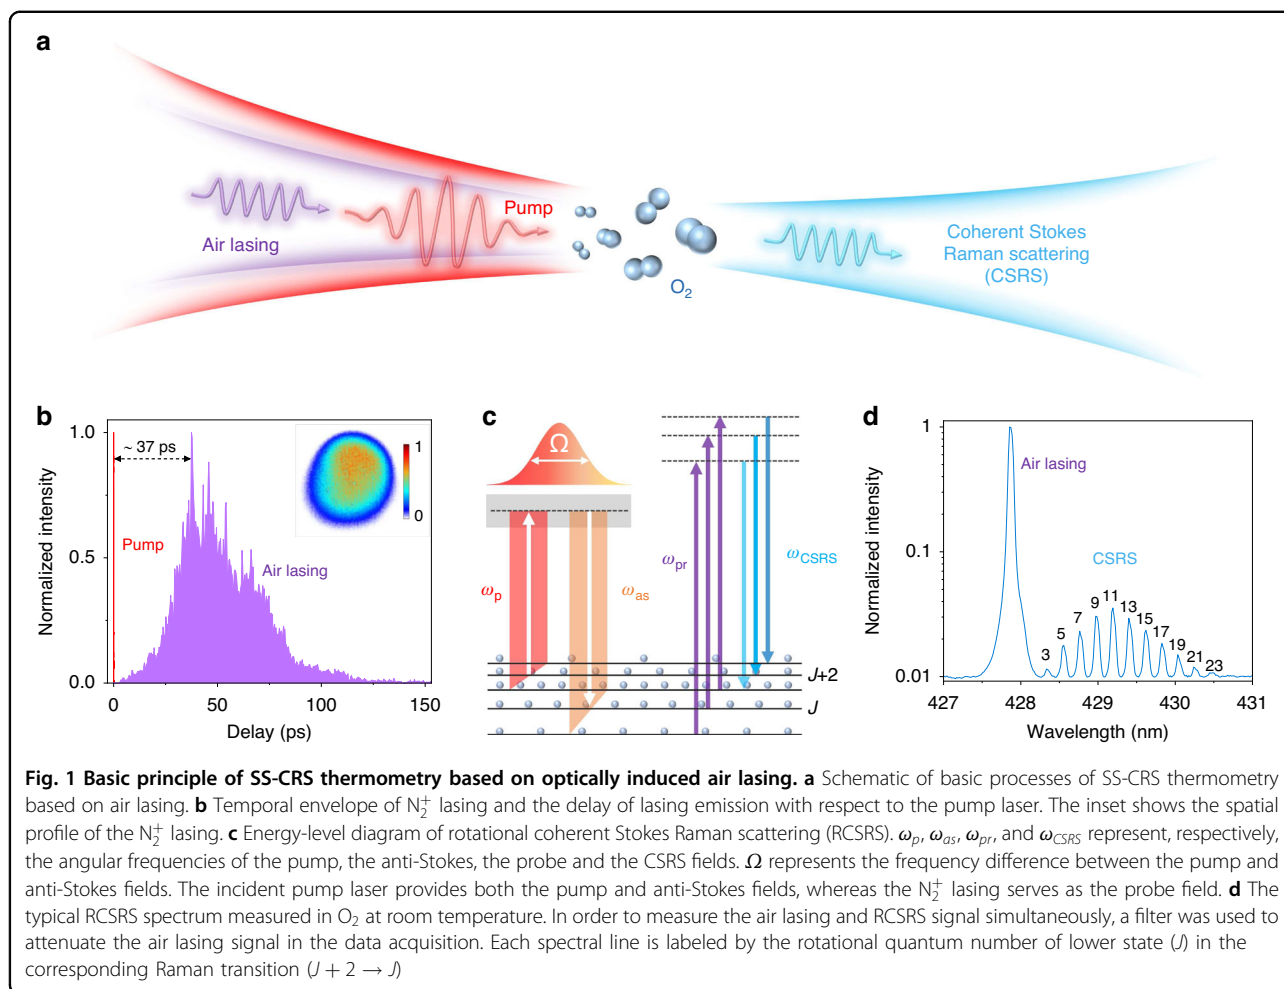 a
Air lasing
Pump
O₂
Coherent Stokes
Raman scattering
(CSRS)
b
Normalized intensity
1.0
0.5
0.0
~ 37 ps
Pump
Air lasing
1
0
0
50
100
150
Delay (ps)
c
Ω
ωp
ωas
ωpr
ωCSRS
J+2
J
d
Normalized intensity
1
0.1
0.01
Air lasing
CSRS
3
5
7
9
11
13
15
17
19
21
23
427
428
429
430
431
Wavelength (nm)
Fig. 1 Basic principle of SS-CRS thermometry based on optically induced air lasing. a Schematic of basic processes of SS-CRS thermometry
based on air lasing. b Temporal envelope of N₂⁺ lasing and the delay of lasing emission with respect to the pump laser. The inset shows the spatial
profile of the N₂⁺ lasing. c Energy-level diagram of rotational coherent Stokes Raman scattering (RCSRS). ωp, ωas, ωpr, and ωCSRS represent, respectively,
the angular frequencies of the pump, the anti-Stokes, the probe and the CSRS fields. Ω represents the frequency difference between the pump and
anti-Stokes fields. The incident pump laser provides both the pump and anti-Stokes fields, whereas the N₂⁺ lasing serves as the probe field. d The
typical RCSRS spectrum measured in O₂ at room temperature. In order to measure the air lasing and RCSRS signal simultaneously, a filter was used to
attenuate the air lasing signal in the data acquisition. Each spectral line is labeled by the rotational quantum number of lower state (J) in the
corresponding Raman transition (J + 2 → J)